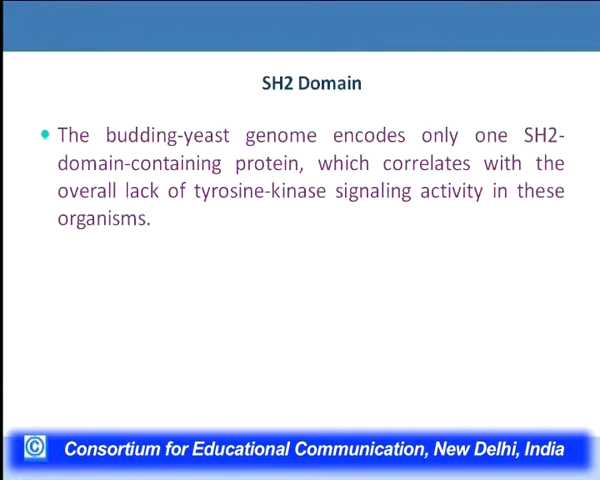 SH2 Domain
The budding-yeast genome encodes only one SH2-
domain-containing protein, which correlates with the
overall lack of tyrosine-kinase signaling activity in these
organisms.
© Consortium for Educational Communication, New Delhi, India